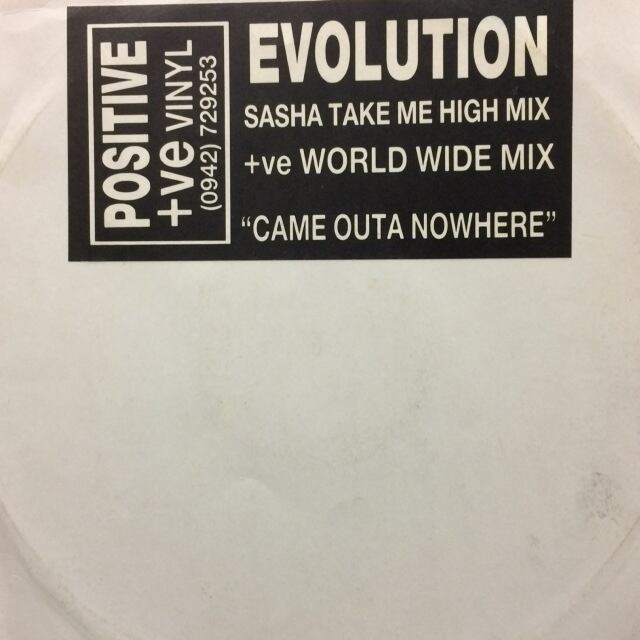 POSITIVE
+ve VINYL
(0942) 729253
EVOLUTION
SASHA TAKE ME HIGH MIX
+ve WORLD WIDE MIX
“CAME OUTA NOWHERE”